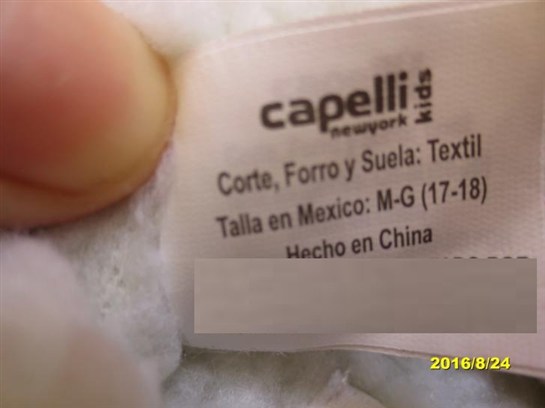 capelli
newyork
kids
Corte, Forro y Suela: Textil
Talla en Mexico: M-G (17-18)
Hecho en China
2016/8/24